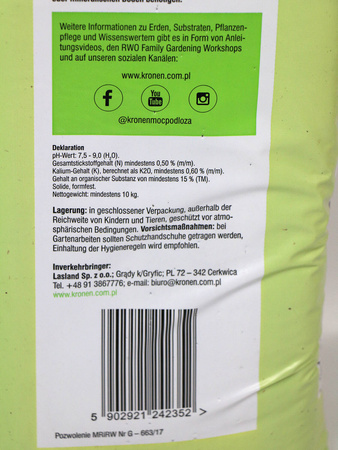 oder mineralischen Boden benötigen.
Weitere Informationen zu Erden, Substraten, Pflanzen-
pflege und Wissenswertem gibt es in Form von Anlei-
tungsvideos, den RWO Family Gardening Workshops
und auf unseren sozialen Kanälen:
www.kronen.com.pl
f You Tube
@kronenmocpodloza
Deklaration
pH-Wert: 7,5 - 9,0 (H₂O).
Gesamtstickstoffgehalt (N) mindestens 0,50 % (m/m).
Kalium-Gehalt (K), berechnet als K2O, mindestens 0,60 % (m/m).
Gehalt an organischer Substanz von mindestens 15 % (TM).
Solide, formfest.
Nettogewicht: mindestens 10 kg.
Lagerung: in geschlossener Verpackung, außerhalb der
Reichweite von Kindern und Tieren, geschützt vor atmo-
sphärischen Bedingungen. Vorsichtsmaßnahmen: bei
Gartenarbeiten sollten Schutzhandschuhe getragen werden,
Einhaltung der Hygieneregeln wird empfohlen.
Inverkehrbringer:
Lasland Sp. z o.o.; Grądy k/Gryfic; PL 72 – 342 Cerkwica
Tel. +48 91 3867776; e-mail: biuro@kronen.com.pl
www.kronen.com.pl
5 902921 242352 >
Pozwolenie MRiRW Nr G – 663/17